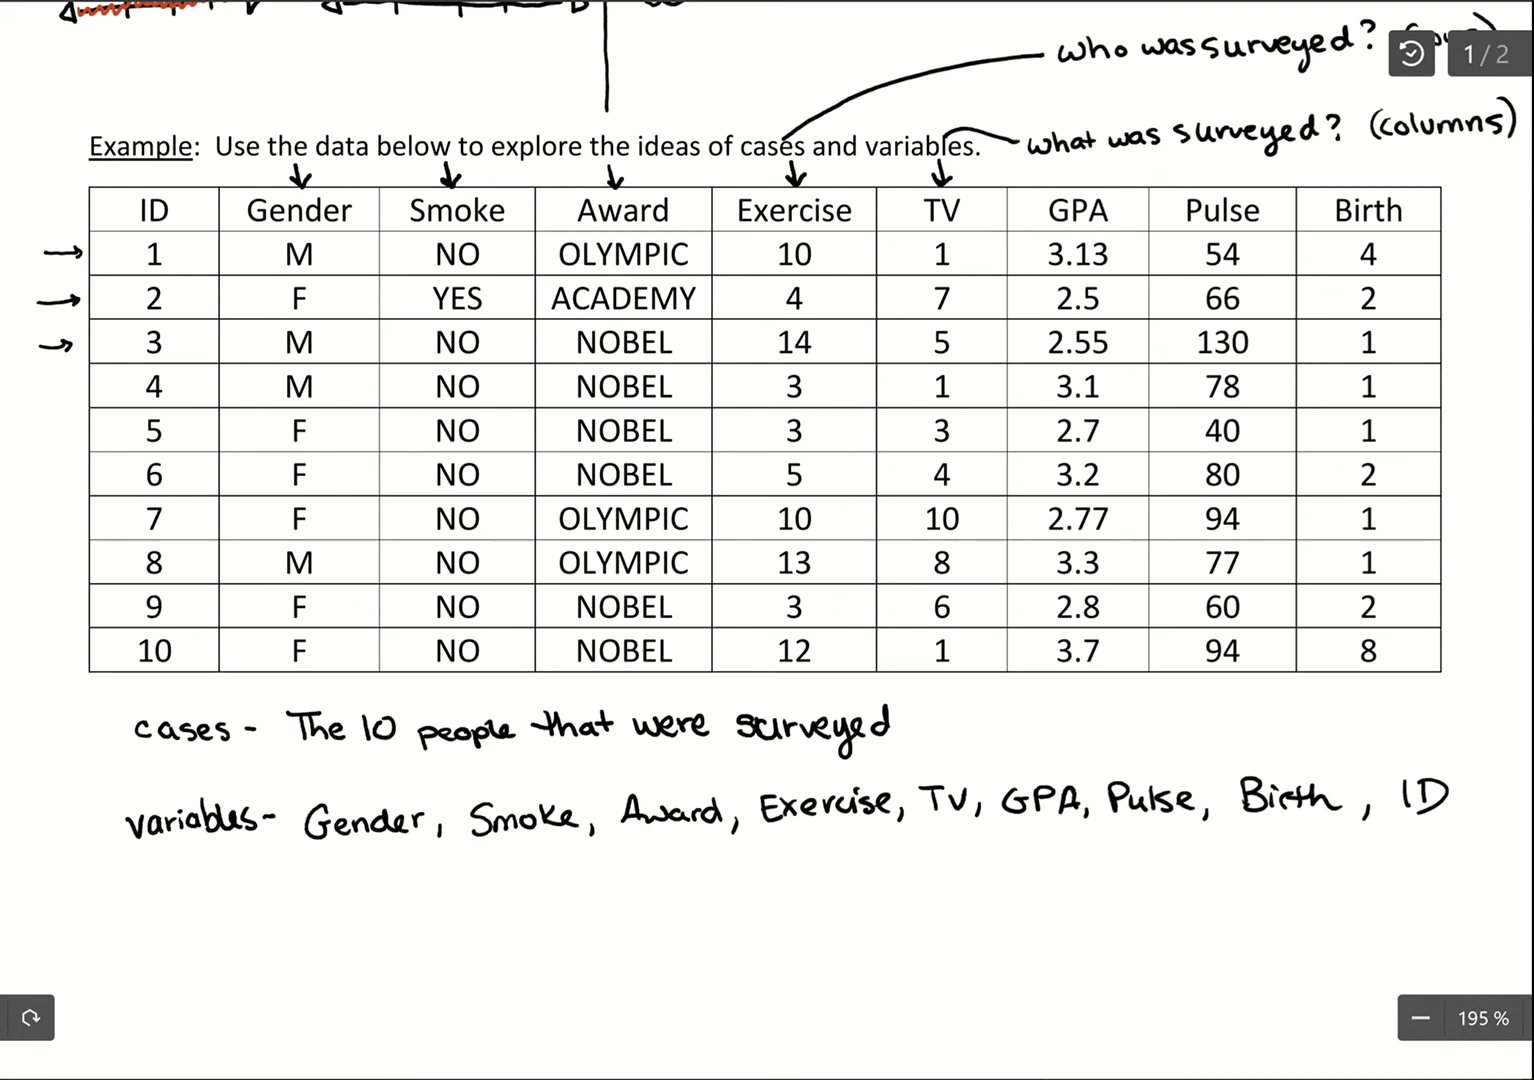 who was surveyed?
1 / 2
Example: Use the data below to explore the ideas of cases and variables.
what was surveyed? (columns)
ID Gender Smoke Award Exercise TV GPA Pulse Birth
1 M NO OLYMPIC 10 1 3.13 54 4
2 F YES ACADEMY 4 7 2.5 66 2
3 M NO NOBEL 14 5 2.55 130 1
4 M NO NOBEL 3 1 3.1 78 1
5 F NO NOBEL 3 3 2.7 40 1
6 F NO NOBEL 5 4 3.2 80 2
7 F NO OLYMPIC 10 10 2.77 94 1
8 M NO OLYMPIC 13 8 3.3 77 1
9 F NO NOBEL 3 6 2.8 60 2
10 F NO NOBEL 12 1 3.7 94 8
cases - The 10 people that were surveyed
variables - Gender, Smoke, Award, Exercise, TV, GPA, Pulse, Birth, ID
195 %